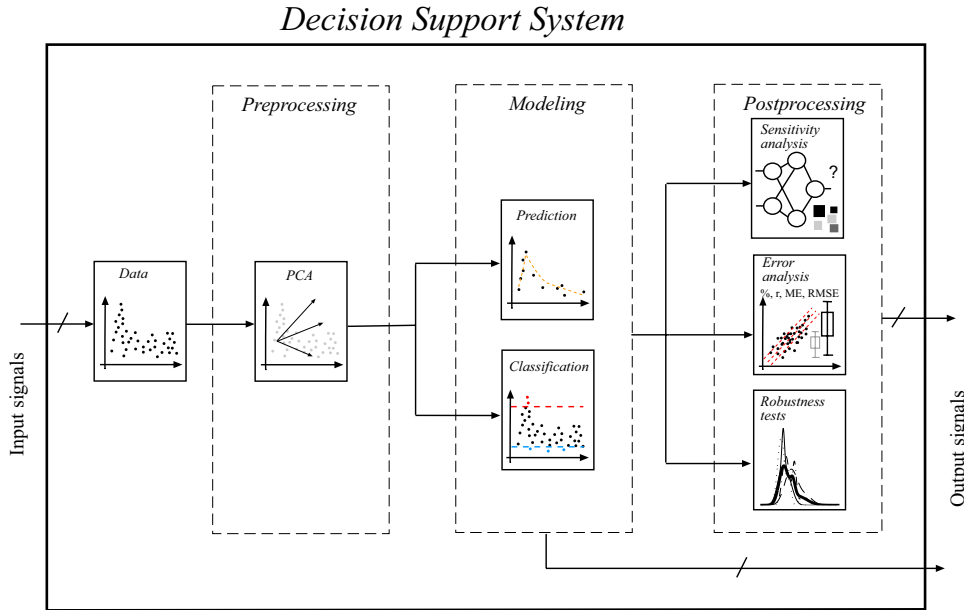 Decision Support System
Preprocessing
Modeling
Postprocessing
Sensitivity
analysis
?
Prediction
Data
PCA
Error
analysis
%, r, ME, RMSE
Classification
Robustness
tests
Input signals
Output signals